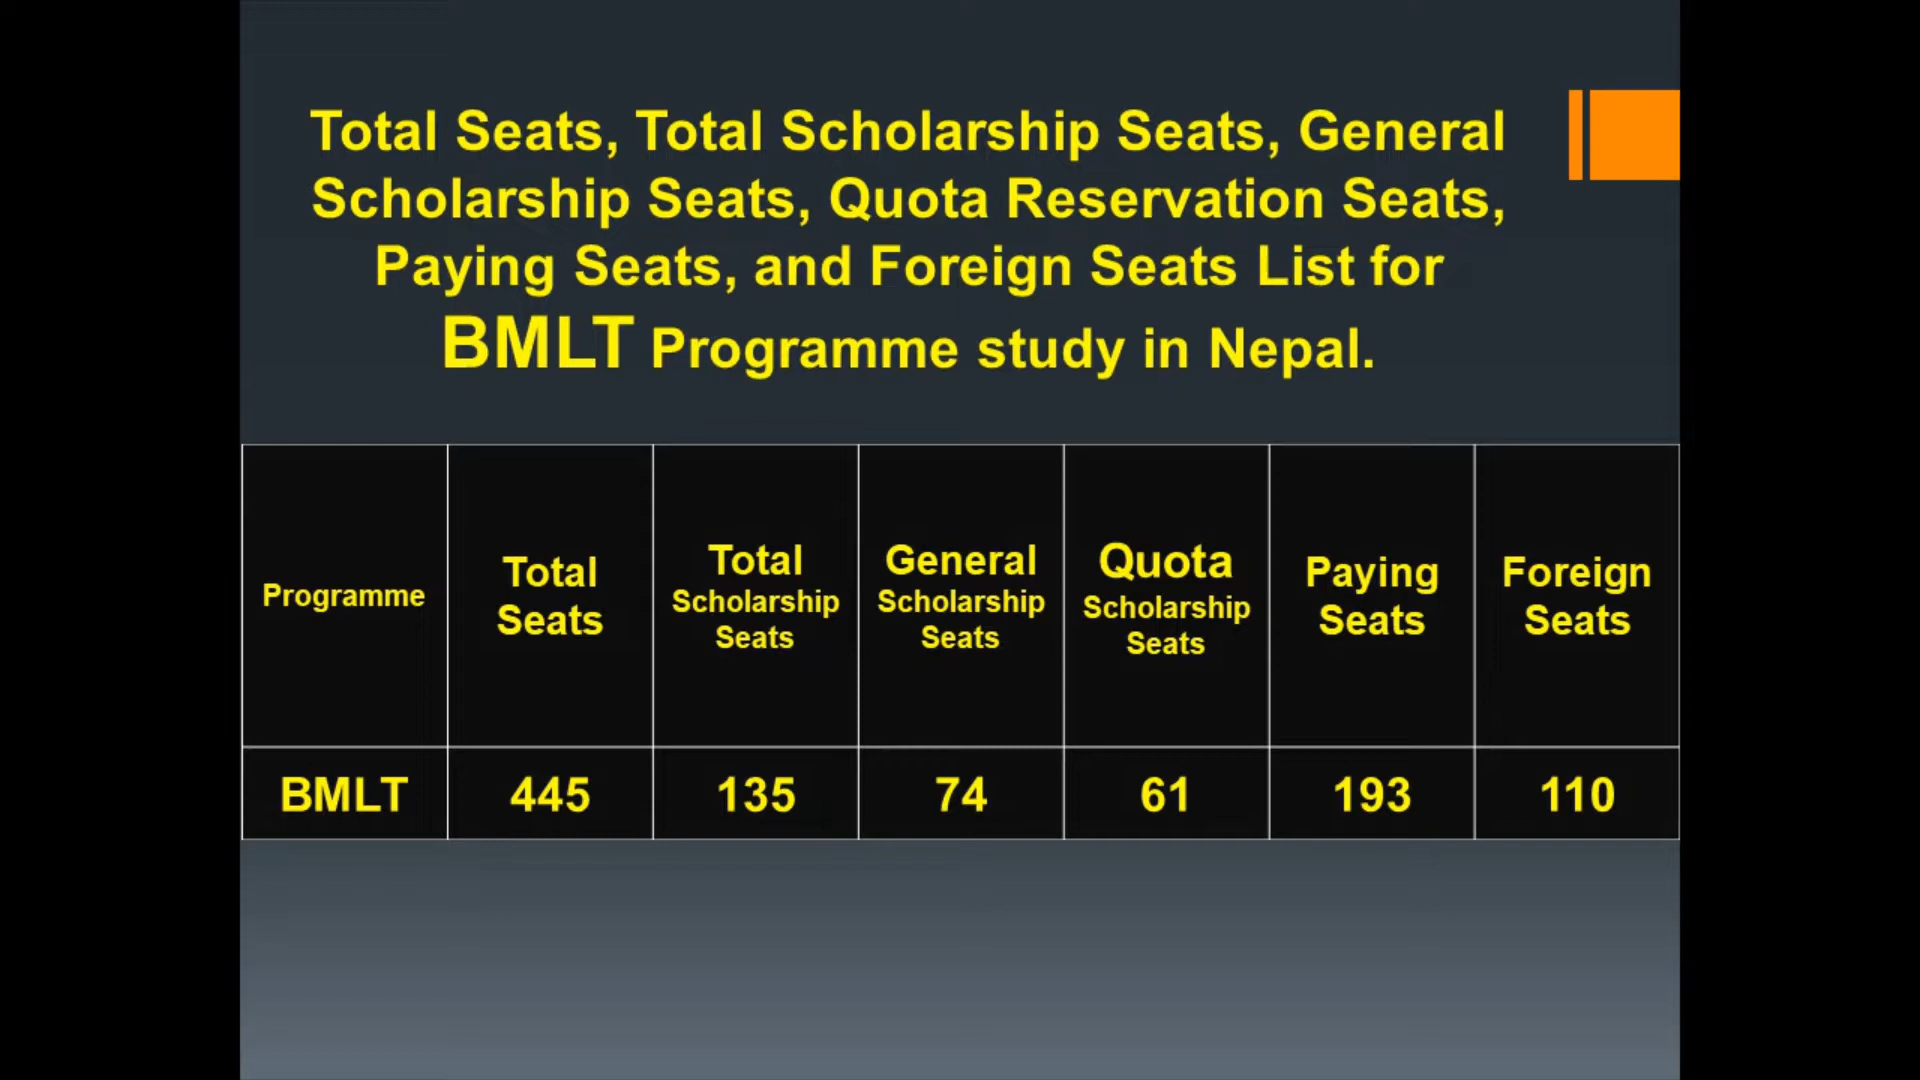 Total Seats, Total Scholarship Seats, General
Scholarship Seats, Quota Reservation Seats,
Paying Seats, and Foreign Seats List for
BMLT Programme study in Nepal.
Programme
Total
Seats
Total
Scholarship
Seats
General
Scholarship
Seats
Quota
Scholarship
Seats
Paying
Seats
Foreign
Seats
BMLT
445
135
74
61
193
110